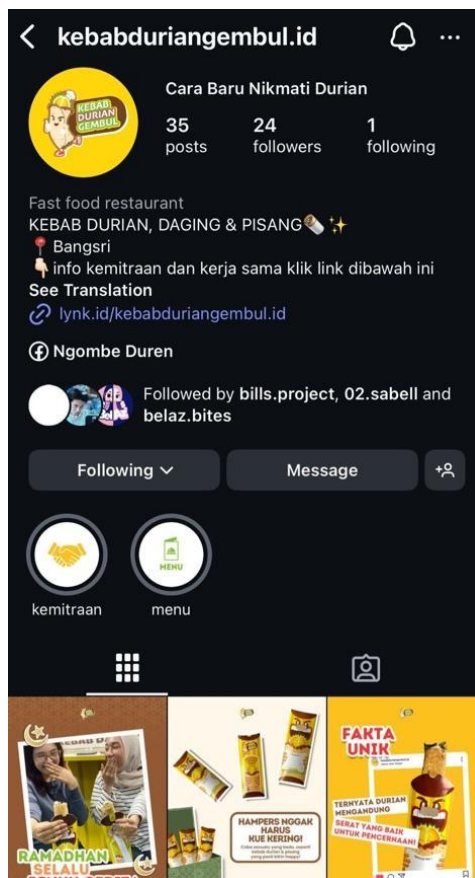 kebabduriangembul.id
KEBAB
DURIAN
GEMBUL
Cara Baru Nikmati Durian
35
24
1
posts
followers
following
Fast food restaurant
KEBAB DURIAN, DAGING & PISANG🌯✨
📍 Bangsri
👇🏻info kemitraan dan kerja sama klik link dibawah ini
See Translation
lynk.id/kebabduriangembul.id
Ngombe Duren
Followed by bills.project, 02.sabell and
belaz.bites
Following
Message
MENU
kemitraan
menu
RAMADHAN
SELALU
HAMPERS NGGAK
HARUS
KUE KERING!
FAKTA
UNIK
TERNYATA DURIAN
MENGANDUNG
SERAT YANG BAIK
UNTUK PENCERNAAN!